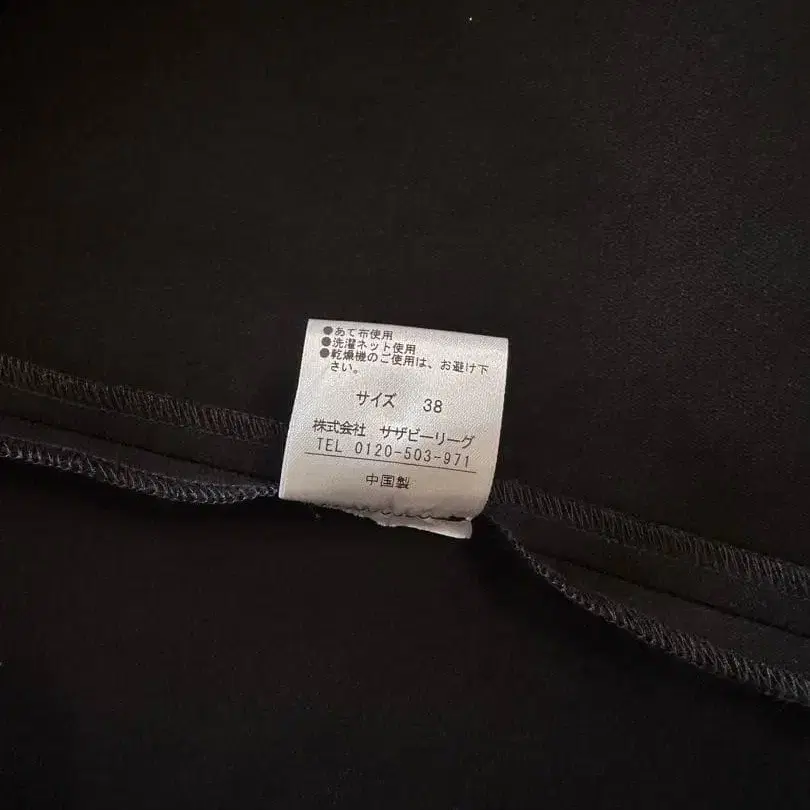 ●あて布使用
●洗濯ネット使用
●乾燥機のご使用は、お避け下
さい。
サイズ 38
株式会社 サザビーリーグ
TEL 0120-503-971
中国製